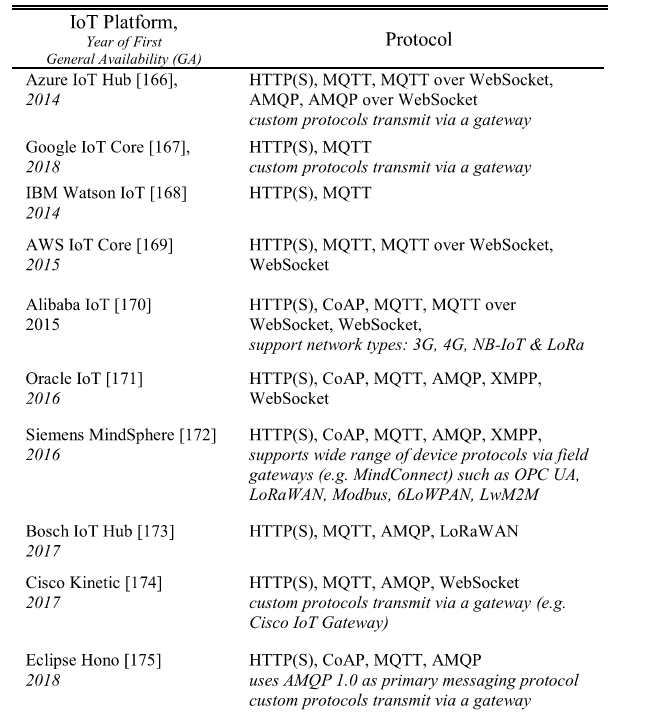 IoT Platform,
Year of First
General Availability (GA)
Protocol
Azure IoT Hub [166],
2014
HTTP(S), MQTT, MQTT over WebSocket,
AMQP, AMQP over WebSocket
custom protocols transmit via a gateway
Google IoT Core [167],
2018
HTTP(S), MQTT
custom protocols transmit via a gateway
IBM Watson IoT [168]
2014
HTTP(S), MQTT
AWS IoT Core [169]
2015
HTTP(S), MQTT, MQTT over WebSocket,
WebSocket
Alibaba IoT [170]
2015
HTTP(S), CoAP, MQTT, MQTT over
WebSocket, WebSocket,
support network types: 3G, 4G, NB-IoT & LoRa
Oracle IoT [171]
2016
HTTP(S), CoAP, MQTT, AMQP, XMPP,
WebSocket
Siemens MindSphere [172]
2016
HTTP(S), CoAP, MQTT, AMQP, XMPP,
supports wide range of device protocols via field
gateways (e.g. MindConnect) such as OPC UA,
LoRaWAN, Modbus, 6LoWPAN, LwM2M
Bosch IoT Hub [173]
2017
HTTP(S), MQTT, AMQP, LoRaWAN
Cisco Kinetic [174]
2017
HTTP(S), MQTT, AMQP, WebSocket
custom protocols transmit via a gateway (e.g.
Cisco IoT Gateway)
Eclipse Hono [175]
2018
HTTP(S), CoAP, MQTT, AMQP
uses AMQP 1.0 as primary messaging protocol
custom protocols transmit via a gateway